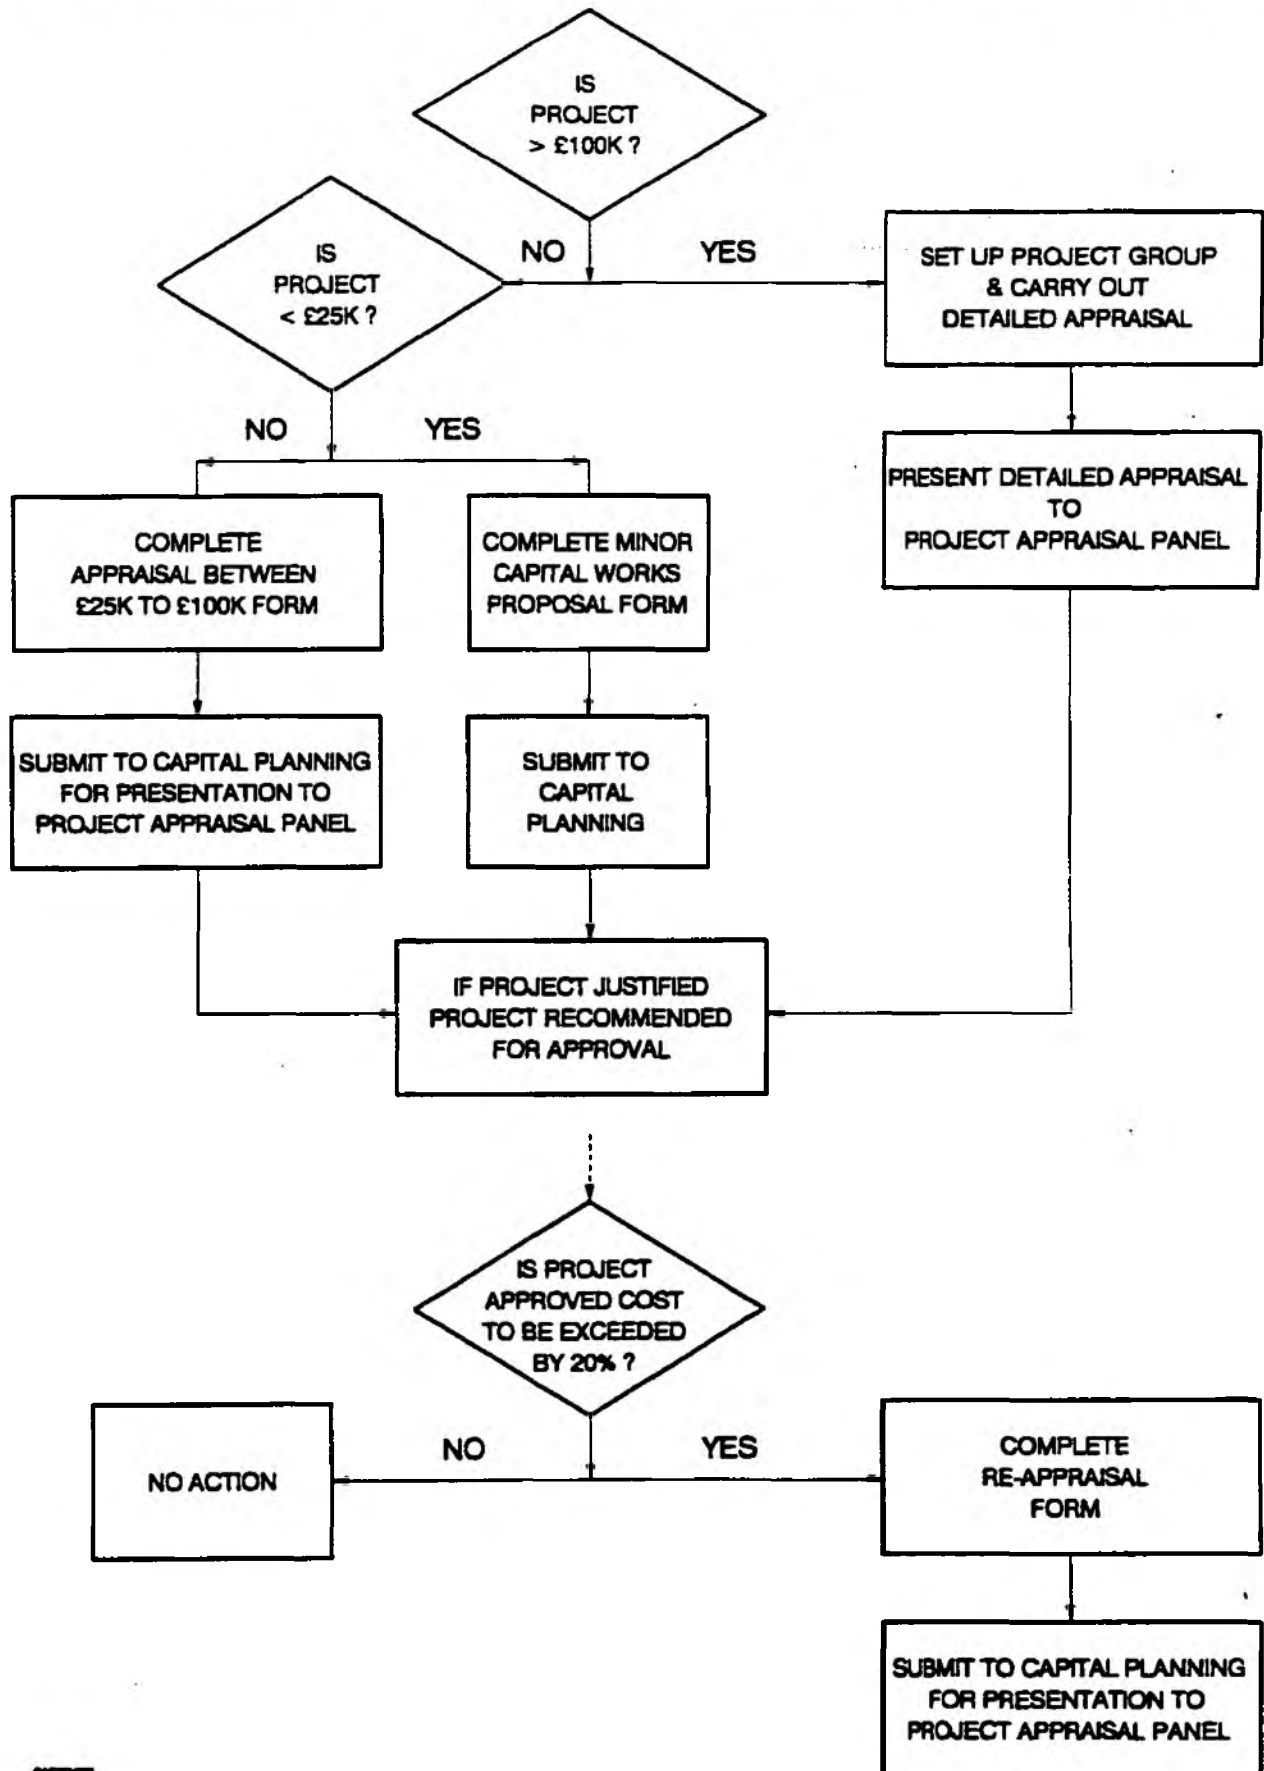 IS
PROJECT
> £100K ?
IS
PROJECT
< £25K ?
NO
YES
SET UP PROJECT GROUP
& CARRY OUT
DETAILED APPRAISAL
NO
YES
PRESENT DETAILED APPRAISAL
TO
PROJECT APPRAISAL PANEL
COMPLETE
APPRAISAL BETWEEN
£25K TO £100K FORM
COMPLETE MINOR
CAPITAL WORKS
PROPOSAL FORM
SUBMIT TO CAPITAL PLANNING
FOR PRESENTATION TO
PROJECT APPRAISAL PANEL
SUBMIT TO
CAPITAL
PLANNING
IF PROJECT JUSTIFIED
PROJECT RECOMMENDED
FOR APPROVAL
IS PROJECT
APPROVED COST
TO BE EXCEEDED
BY 20% ?
NO
YES
NO ACTION
COMPLETE
RE-APPRAISAL
FORM
SUBMIT TO CAPITAL PLANNING
FOR PRESENTATION TO
PROJECT APPRAISAL PANEL